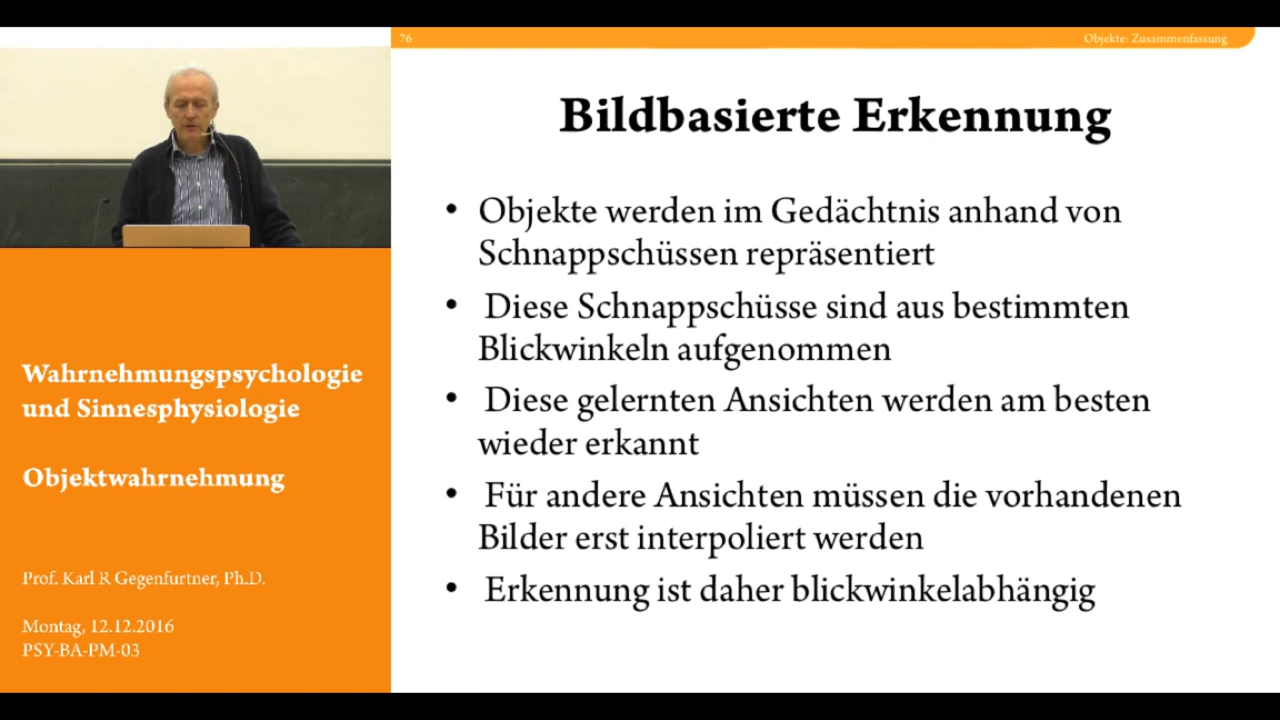 76
Objekte: Zusammenfassung
Bildbasierte Erkennung
• Objekte werden im Gedächtnis anhand von
Schnappschüssen repräsentiert
• Diese Schnappschüsse sind aus bestimmten
Blickwinkeln aufgenommen
• Diese gelernten Ansichten werden am besten
wieder erkannt
• Für andere Ansichten müssen die vorhandenen
Bilder erst interpoliert werden
• Erkennung ist daher blickwinkelabhängig
Wahrnehmungspsychologie
und Sinnesphysiologie
Objektwahrnehmung
Prof. Karl R Gegenfurtner, Ph.D.
Montag, 12.12.2016
PSY-BA-PM-03